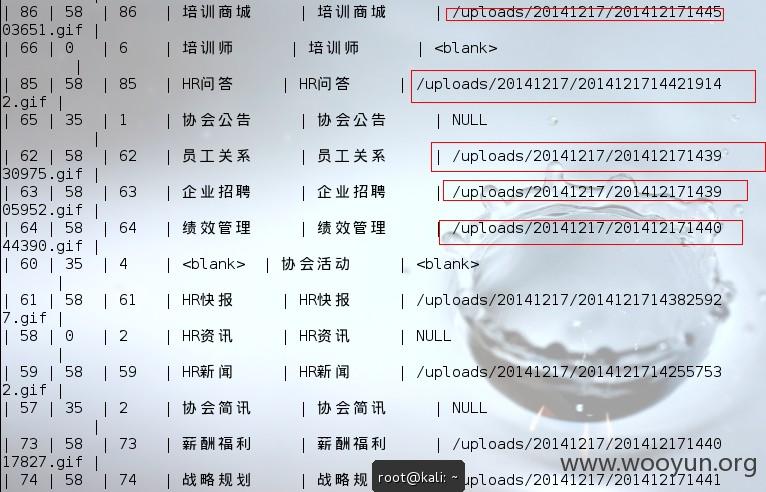 | 86 | 58 | 86 | 培训商城 | 培训商城 | /uploads/20141217/201412171445
03651.gif |
| 66 | 0 | 6 | 培训师 | 培训师 | <blank>
|
| 85 | 58 | 85 | HR问答 | HR问答 | /uploads/20141217/2014121714421914
2.gif |
| 65 | 35 | 1 | 协会公告 | 协会公告 | NULL
|
| 62 | 58 | 62 | 员工关系 | 员工关系 | /uploads/20141217/201412171439
30975.gif |
| 63 | 58 | 63 | 企业招聘 | 企业招聘 | /uploads/20141217/201412171439
05952.gif |
| 64 | 58 | 64 | 绩效管理 | 绩效管理 | /uploads/20141217/201412171440
44390.gif |
| 60 | 35 | 4 | <blank> | 协会活动 | <blank>
|
| 61 | 58 | 61 | HR快报 | HR快报 | /uploads/20141217/2014121714382592
7.gif |
| 58 | 0 | 2 | HR资讯 | HR资讯 | NULL
|
| 59 | 58 | 59 | HR新闻 | HR新闻 | /uploads/20141217/2014121714255753
2.gif |
| 57 | 35 | 2 | 协会简讯 | 协会简讯 | NULL
|
| 73 | 58 | 73 | 薪酬福利 | 薪酬福利 | /uploads/20141217/201412171440
17827.gif |
| 74 | 58 | 74 | 战略规划 | 战略规 | /uploads/20141217/201412171441
root@kali: ~
www.wooyun.org